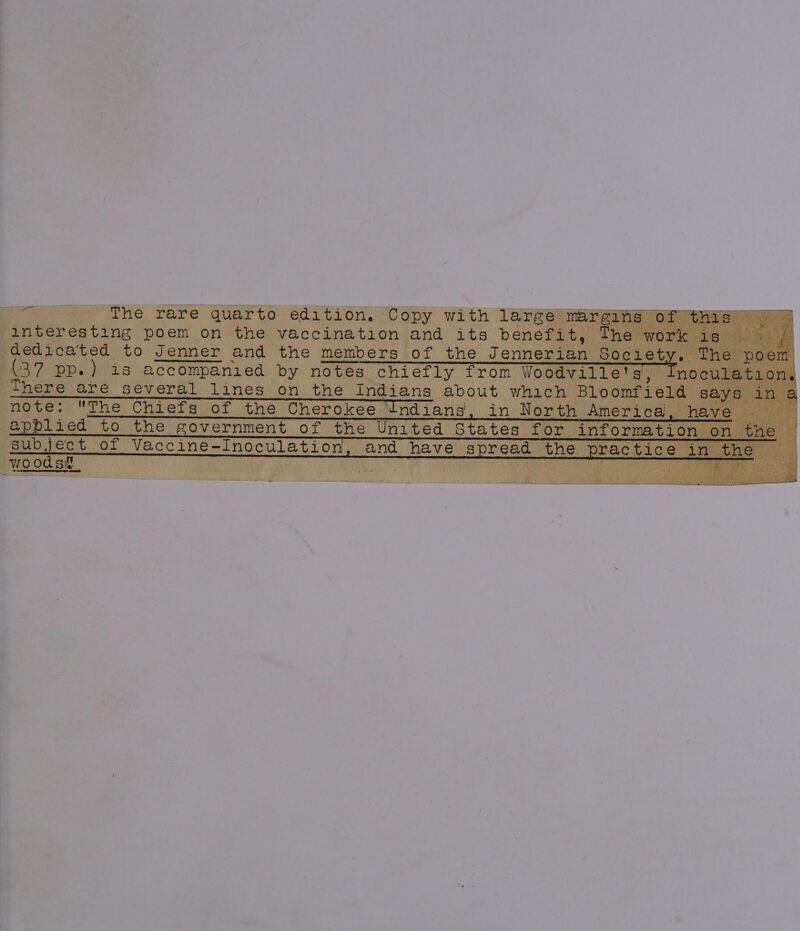 The rare quarto edition. Copy with large margins of this
interesting poem on the vaccination and its benefit, The work is
dedicated to Jenner and the members of the Jennerian Society. The poem
(37 pp.) is accompanied by notes chiefly from Woodville's, Inoculation.
There are several lines on the Indians about which Bloomfield says in a
note: "The Chiefs of the Cherokee Indians, in North America, have
applied to the government of the United States for information on the
subject of Vaccine-Inoculation, and have spread the practice in the
woods"